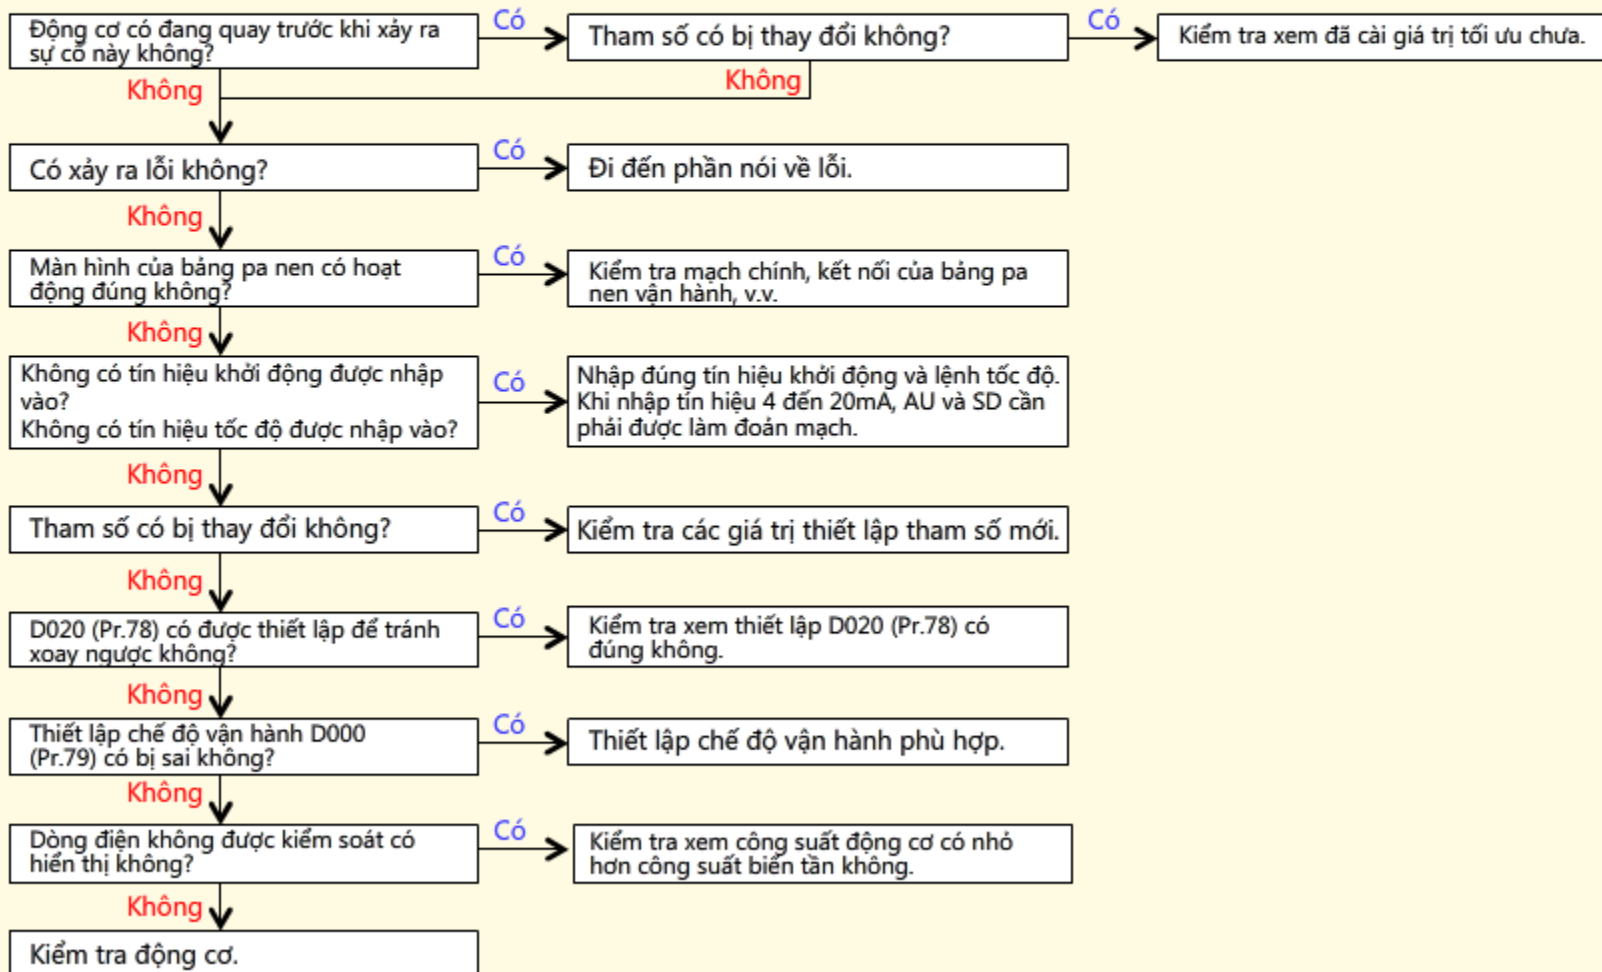 Động cơ có đang quay trước khi xảy ra
sự cố này không?
Có
Tham số có bị thay đổi không?
Có
Kiểm tra xem đã cài giá trị tối ưu chưa.
Không
Không
Có xảy ra lỗi không?
Có
Đi đến phần nói về lỗi.
Không
Màn hình của bảng pa nen có hoạt
động đúng không?
Có
Kiểm tra mạch chính, kết nối của bảng pa
nen vận hành, v.v.
Không
Không có tín hiệu khởi động được nhập
vào?
Không có tín hiệu tốc độ được nhập vào?
Có
Nhập đúng tín hiệu khởi động và lệnh tốc độ.
Khi nhập tín hiệu 4 đến 20mA, AU và SD cần
phải được làm đoản mạch.
Không
Tham số có bị thay đổi không?
Có
Kiểm tra các giá trị thiết lập tham số mới.
Không
D020 (Pr.78) có được thiết lập để tránh
xoay ngược không?
Có
Kiểm tra xem thiết lập D020 (Pr.78) có
đúng không.
Không
Thiết lập chế độ vận hành D000
(Pr.79) có bị sai không?
Có
Thiết lập chế độ vận hành phù hợp.
Không
Dòng điện không được kiểm soát có
hiển thị không?
Có
Kiểm tra xem công suất động cơ có nhỏ
hơn công suất biến tần không.
Không
Kiểm tra động cơ.